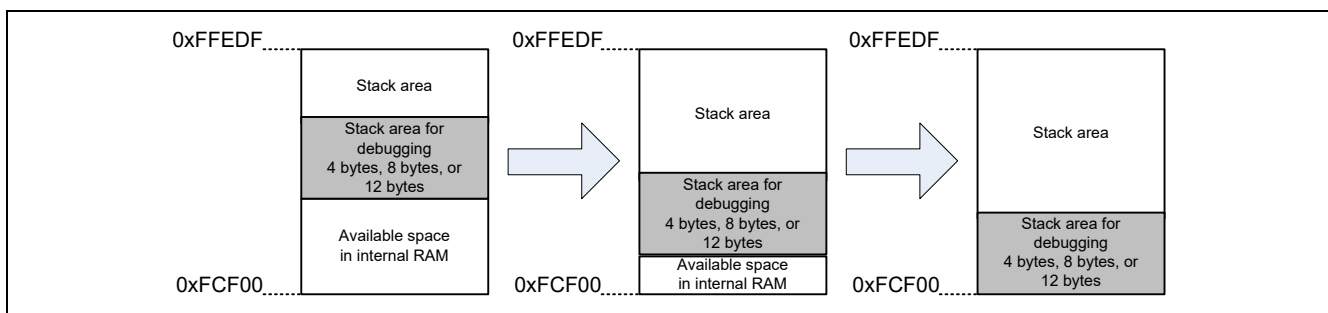 0xFFEDF
Stack area
Stack area for
debugging
4 bytes, 8 bytes, or
12 bytes
Available space
in internal RAM
0xFCF00
0xFFEDF
Stack area
Stack area for
debugging
4 bytes, 8 bytes, or
12 bytes
Available space
in internal RAM
0xFCF00
0xFFEDF
Stack area
Stack area for
debugging
4 bytes, 8 bytes, or
12 bytes
0xFCF00